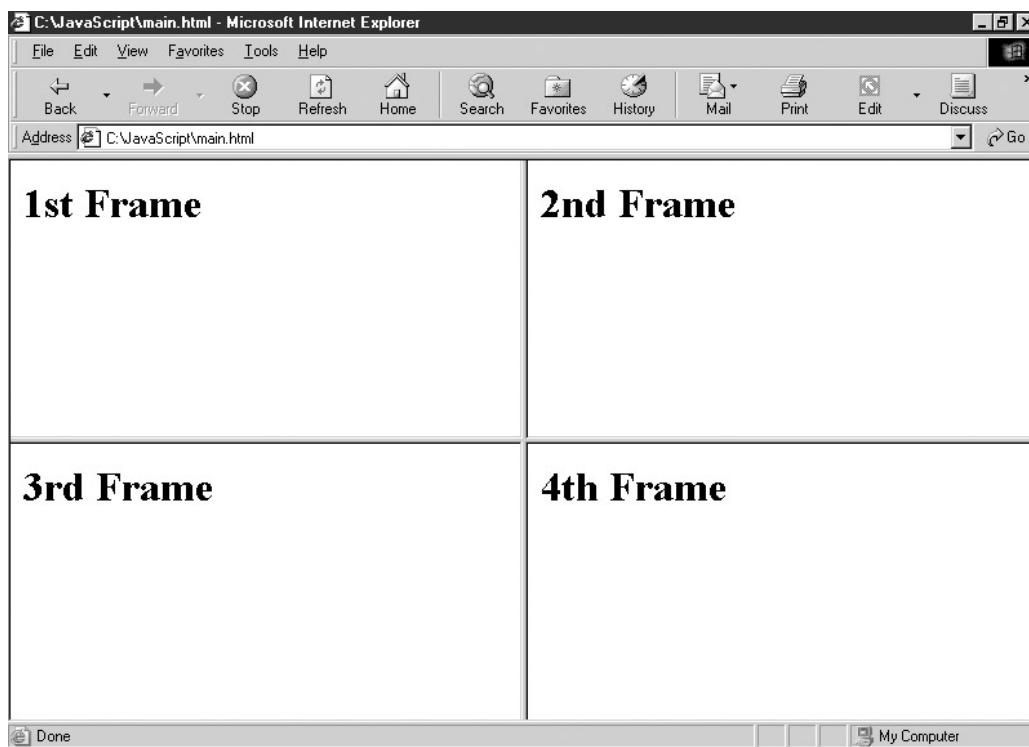 C:\JavaScript\main.html - Microsoft Internet Explorer
File Edit View Favorites Tools Help
Back Forward Stop Refresh Home Search Favorites History Mail Print Edit Discuss
Address C:\JavaScript\main.html Go
1st Frame 2nd Frame
3rd Frame 4th Frame
Done My Computer